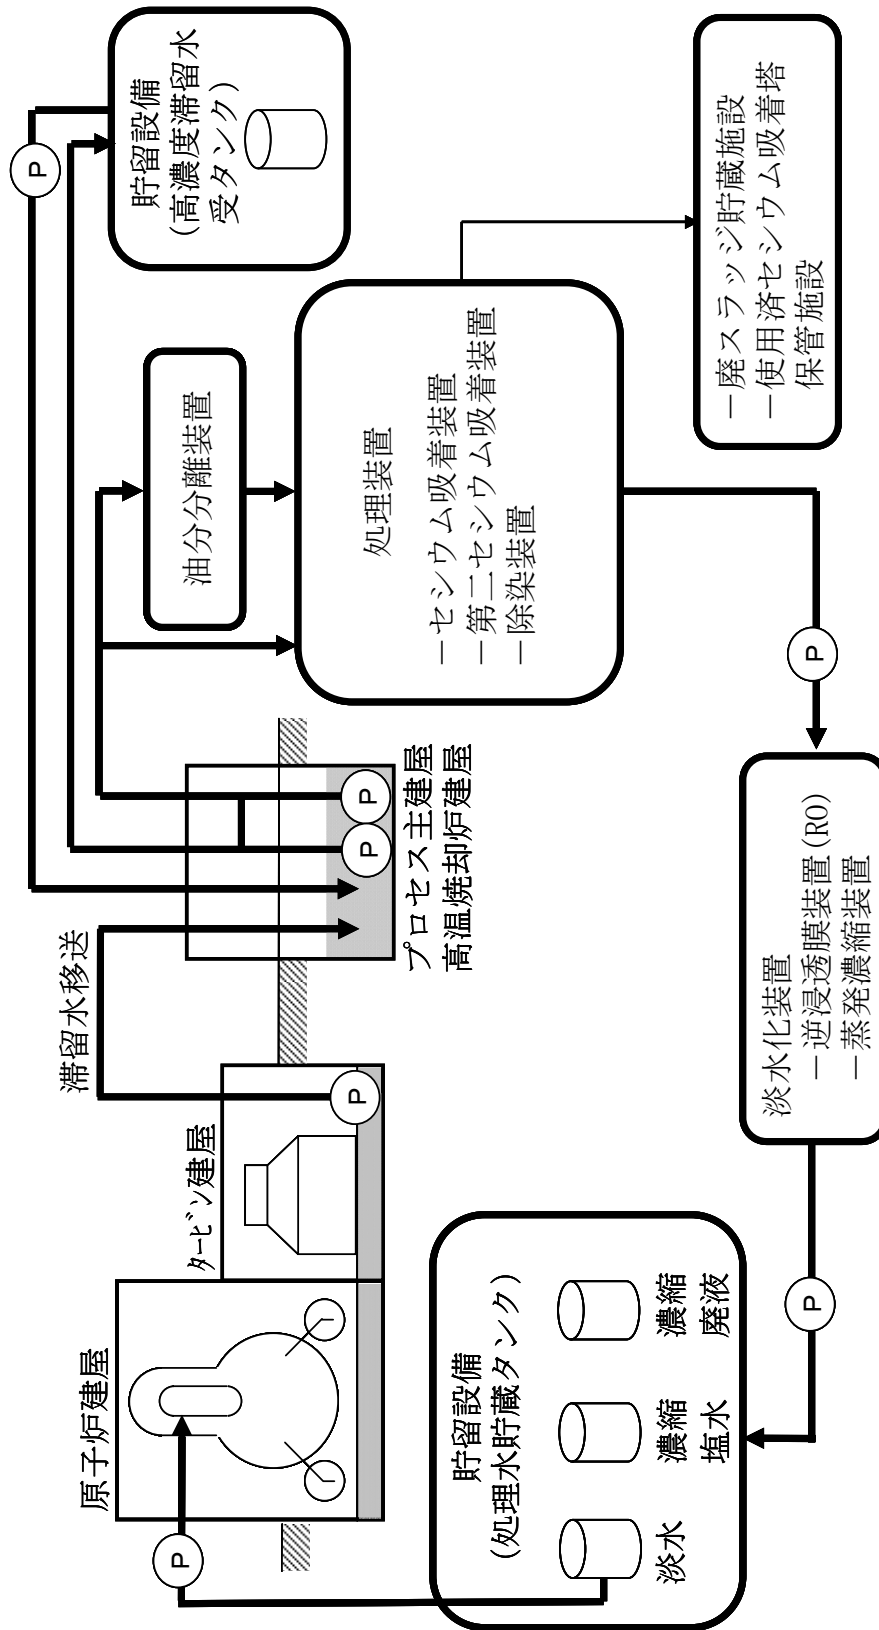 原子炉建屋
P
ﾀｰﾋﾞﾝ建屋
P
滞留水移送
プロセス主建屋
高温焼却炉建屋
P
P
油分分離装置
P
貯留設備
(高濃度滞留水
受タンク)
処理装置
－セシウム吸着装置
－第二セシウム吸着装置
－除染装置
－廃スラッジ貯蔵施設
－使用済セシウム吸着塔
保管施設
P
淡水化装置
－逆浸透膜装置(RO)
－蒸発濃縮装置
P
貯留設備
(処理水貯蔵タンク)
淡水
濃縮
塩水
濃縮
廃液